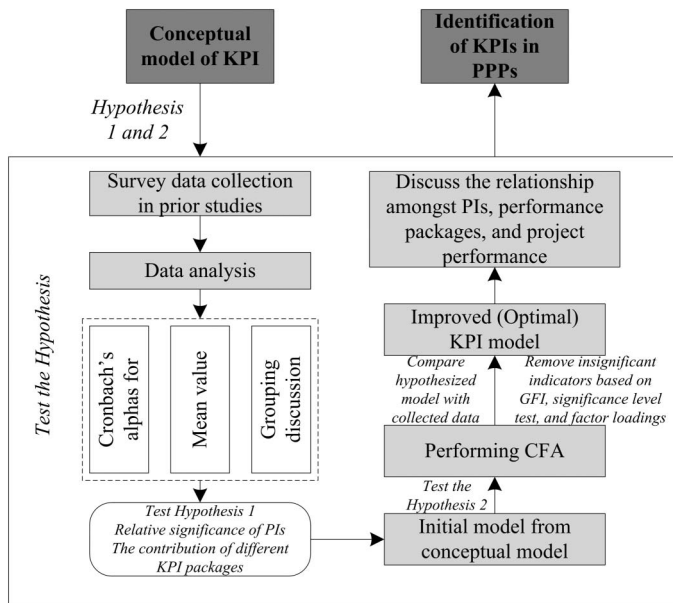 Conceptual
model of KPI
Hypothesis
1 and 2
Identification
of KPIs in
PPPs
Test the Hypothesis
Survey data collection
in prior studies
Data analysis
Cronbach's
alphas for
Mean value
Grouping
discussion
Test Hypothesis 1
Relative significance of PIs
The contribution of different
KPI packages
Discuss the relationship
amongst PIs, performance
packages, and project
performance
Improved (Optimal)
KPI model
Compare
hypothesized
model with
collected data
Remove insignificant
indicators based on
GFI, significance level
test, and factor loadings
Performing CFA
Test the
Hypothesis 2
Initial model from
conceptual model